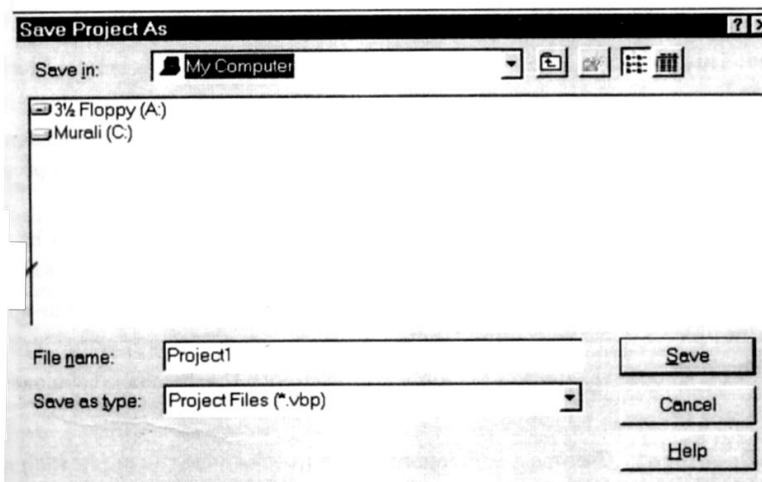 Save Project As
Save in: My Computer
3½ Floppy (A:)
Murali (C:)
File name: Project1 Save
Save as type: Project Files (*.vbp) Cancel
Help